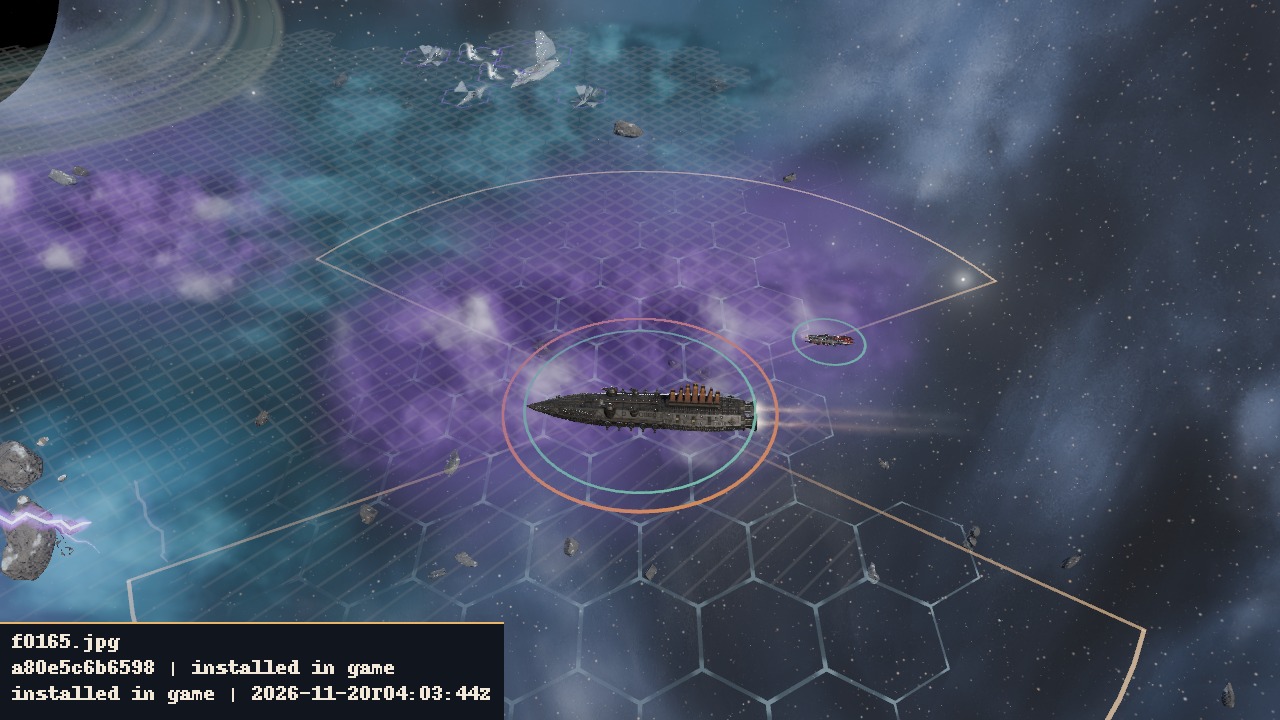 f0165.jpg
a80e5c6b6598 | installed in game
installed in game | 2026-11-20T04:03:44Z